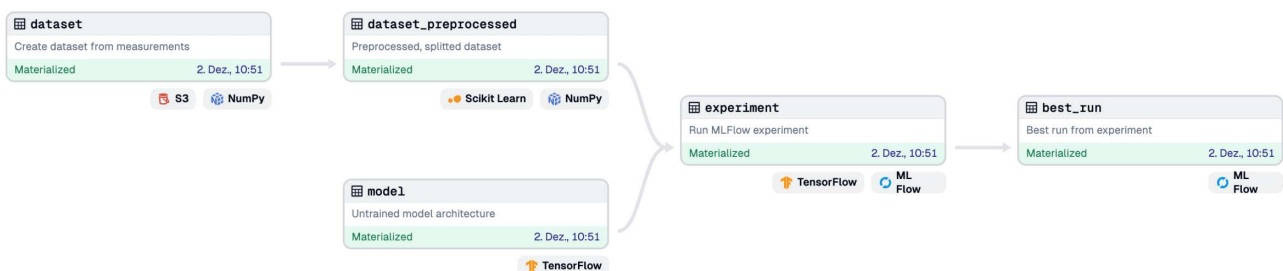 dataset
Create dataset from measurements
Materialized 2. Dez., 10:51
S3 NumPy
dataset_preprocessed
Preprocessed, splitted dataset
Materialized 2. Dez., 10:51
Scikit Learn NumPy
model
Untrained model architecture
Materialized 2. Dez., 10:51
TensorFlow
experiment
Run MLFlow experiment
Materialized 2. Dez., 10:51
TensorFlow ML
Flow
best_run
Best run from experiment
Materialized 2. Dez., 10:51
ML
Flow